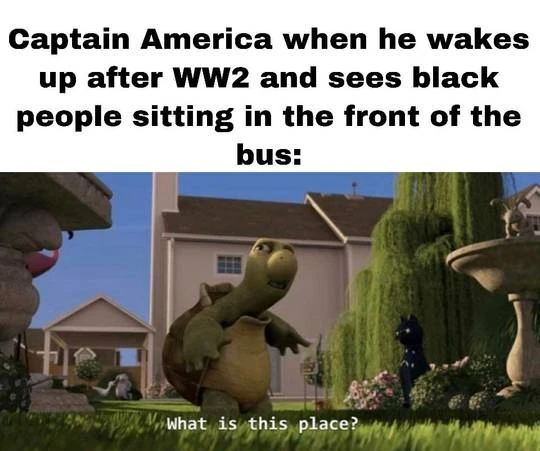 Captain America when he wakes
up after WW2 and sees black
people sitting in the front of the
bus:
What is this place?